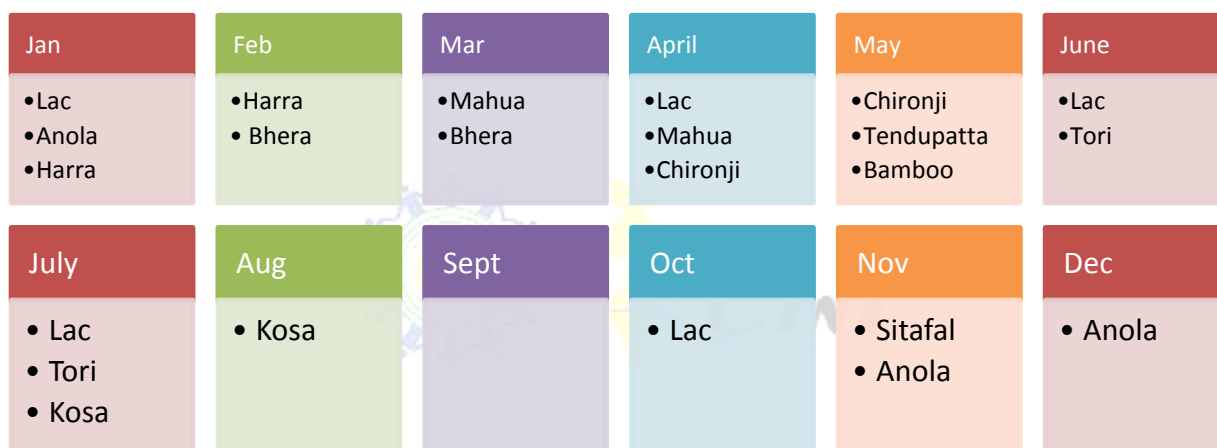 Jan
•Lac
•Anola
•Harra
Feb
•Harra
• Bhera
Mar
•Mahua
•Bhera
April
•Lac
•Mahua
•Chironji
May
•Chironji
•Tendupatta
•Bamboo
June
•Lac
•Tori
July
• Lac
• Tori
• Kosa
Aug
• Kosa
Sept
Oct
• Lac
Nov
• Sitafal
• Anola
Dec
• Anola